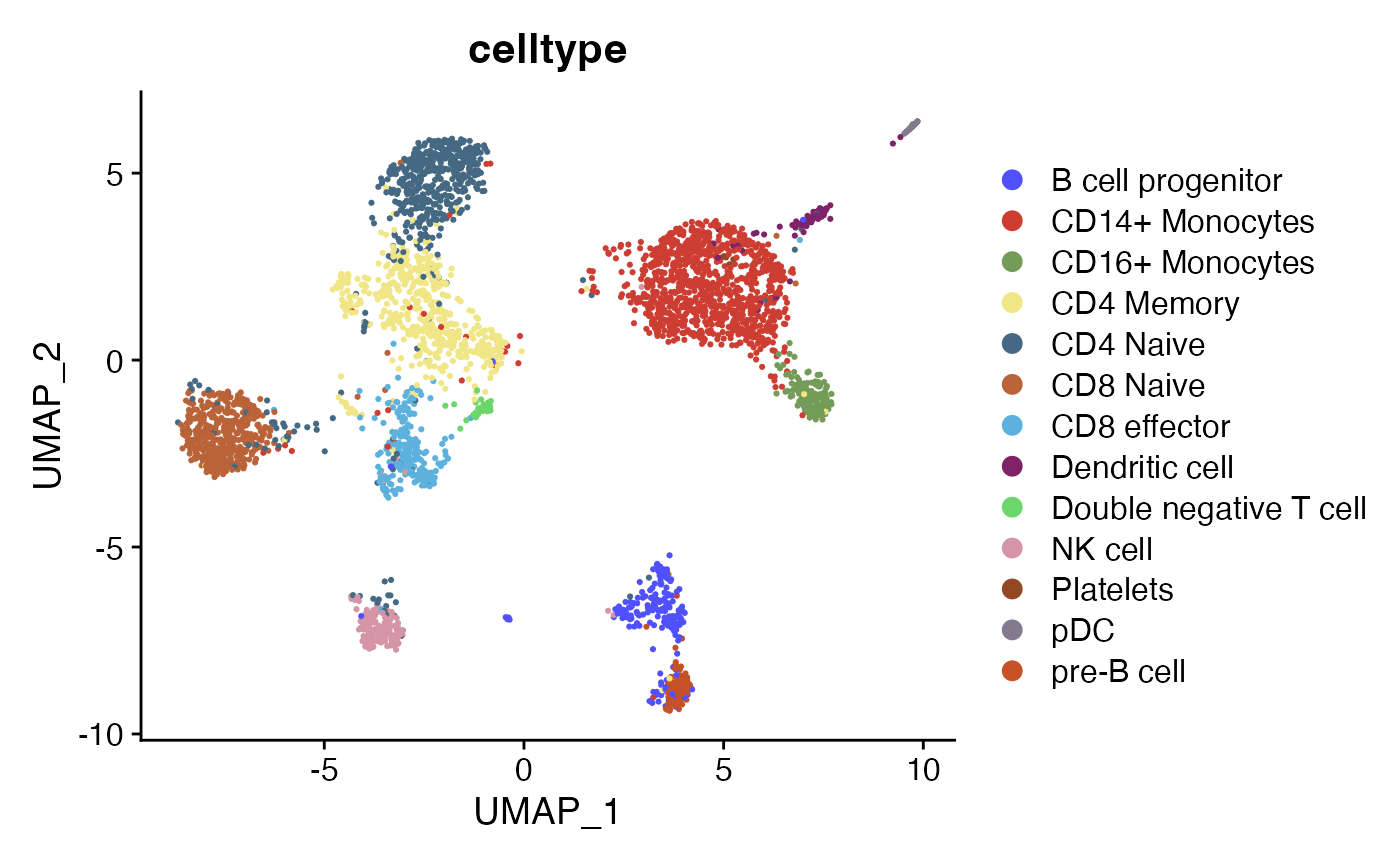 celltype
5
0
-5
-10
UMAP_2
-5
0
5
10
UMAP_1
B cell progenitor
CD14+ Monocytes
CD16+ Monocytes
CD4 Memory
CD4 Naive
CD8 Naive
CD8 effector
Dendritic cell
Double negative T cell
NK cell
Platelets
pDC
pre-B cell